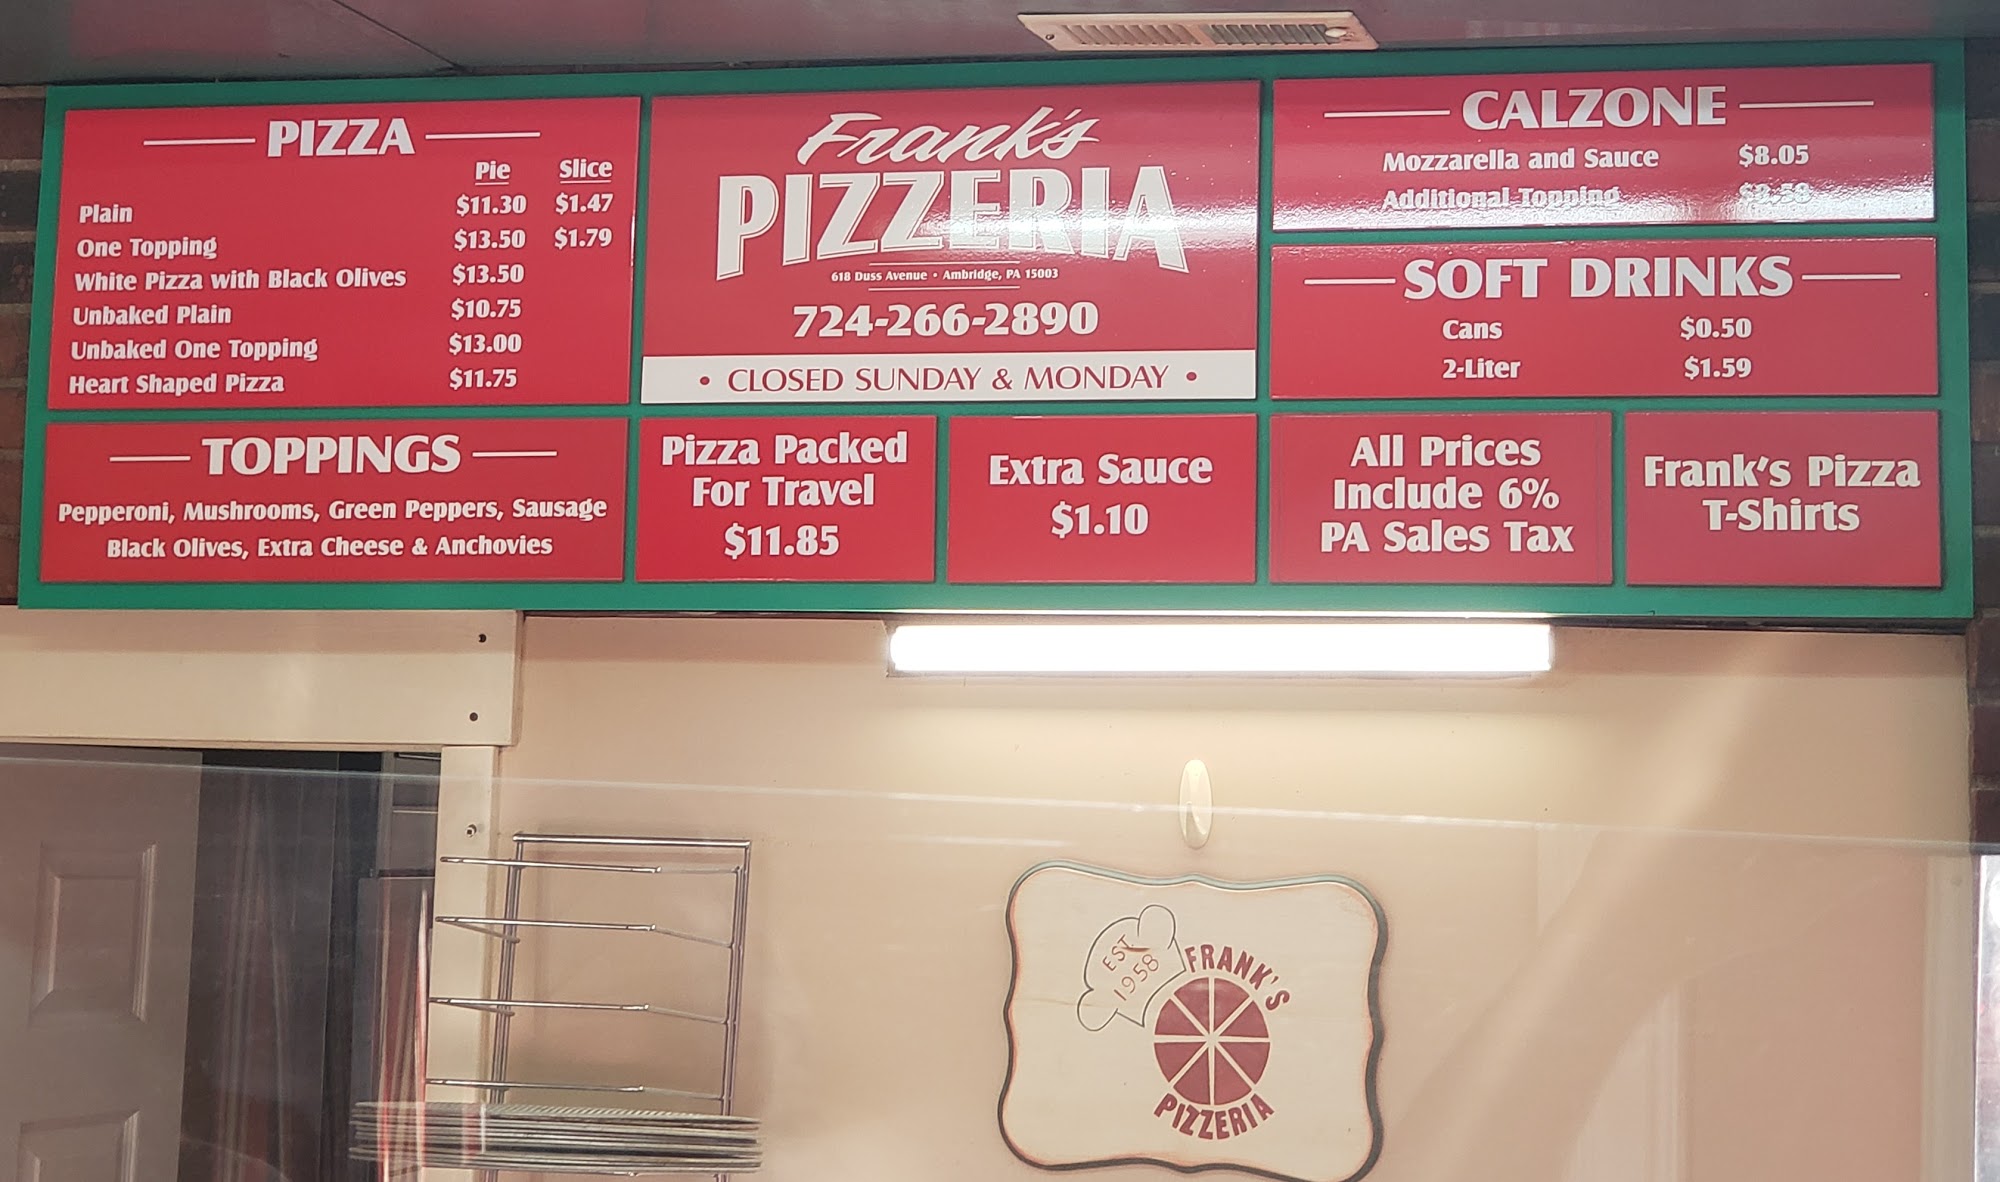 PIZZA
Pie Slice
Plain $11.30 $1.47
One Topping $13.50 $1.79
White Pizza with Black Olives $13.50
Unbaked Plain $10.75
Unbaked One Topping $13.00
Heart Shaped Pizza $11.75
TOPPINGS
Pepperoni, Mushrooms, Green Peppers, Sausage
Black Olives, Extra Cheese & Anchovies
Frank's
PIZZERIA
618 Duss Avenue • Ambridge, PA 15003
724-266-2890
• CLOSED SUNDAY & MONDAY •
Pizza Packed
For Travel
$11.85
Extra Sauce
$1.10
CALZONE
Mozzarella and Sauce $8.05
Additional Topping
SOFT DRINKS
Cans $0.50
2-Liter $1.59
All Prices
Include 6%
PA Sales Tax
Frank's Pizza
T-Shirts
EST.
1958
FRANK'S
PIZZERIA